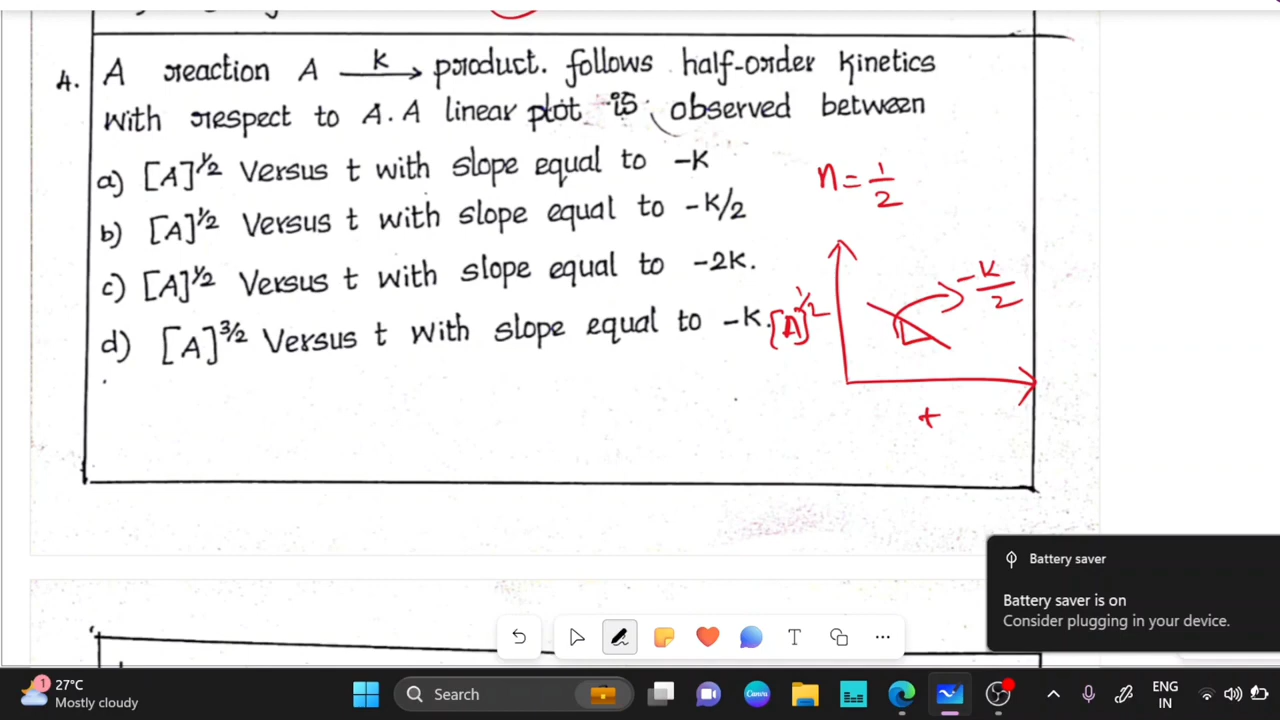 4. A reaction A —k→ product. follows half-order kinetics
with respect to A. A linear plot is observed between
a) [A]^1/2 Versus t with slope equal to -K
b) [A]^1/2 Versus t with slope equal to -K/2
c) [A]^1/2 Versus t with slope equal to -2K.
d) [A]^3/2 Versus t with slope equal to -K.
n = 1/2
-K/2
[A]^1/2
t
Battery saver
Battery saver is on
Consider plugging in your device.
T
1
27°C
Mostly cloudy
Search
Canva
ENG
IN